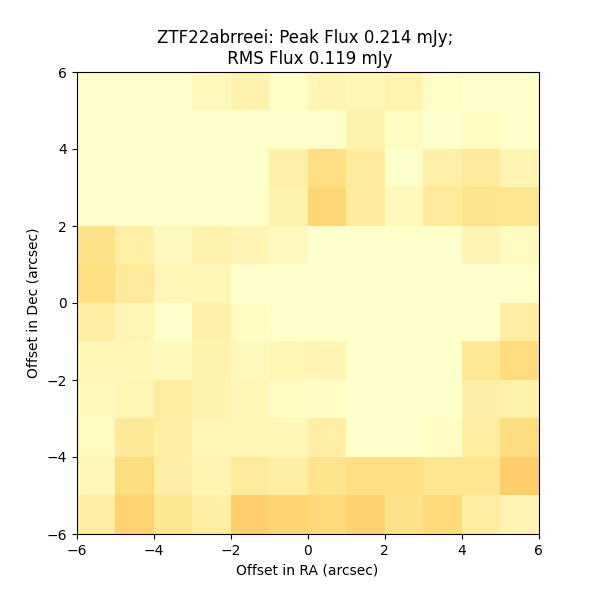 ZTF22abrreei: Peak Flux 0.214 mJy;
RMS Flux 0.119 mJy
6
4
2
0
−2
−4
−6
Offset in Dec (arcsec)
−6 −4 −2 0 2 4 6
Offset in RA (arcsec)